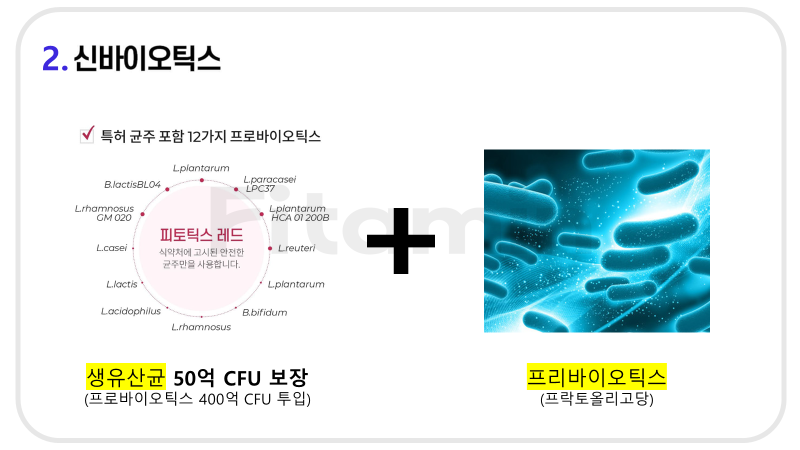 2. 신바이오틱스
특허 균주 포함 12가지 프로바이오틱스
L.plantarum
B.lactisBL04
L.paracasei
LPC37
L.rhamnosus
GM 020
L.plantarum
HCA 01 200B
피토틱스 레드
식약처에 고시된 안전한
균주만을 사용합니다.
L.casei
L.reuteri
L.lactis
L.plantarum
L.acidophilus
B.bifidum
L.rhamnosus
Fitamin
생유산균 50억 CFU 보장
(프로바이오틱스 400억 CFU 투입)
프리바이오틱스
(프락토올리고당)